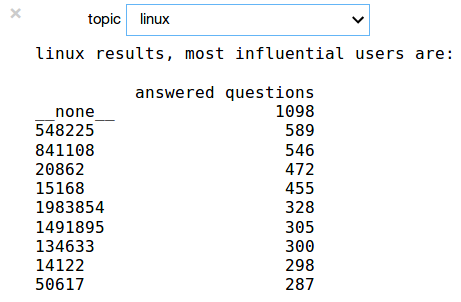 topic linux
linux results, most influential users are:
answered questions
__none__ 1098
548225 589
841108 546
20862 472
15168 455
1983854 328
1491895 305
134633 300
14122 298
50617 287